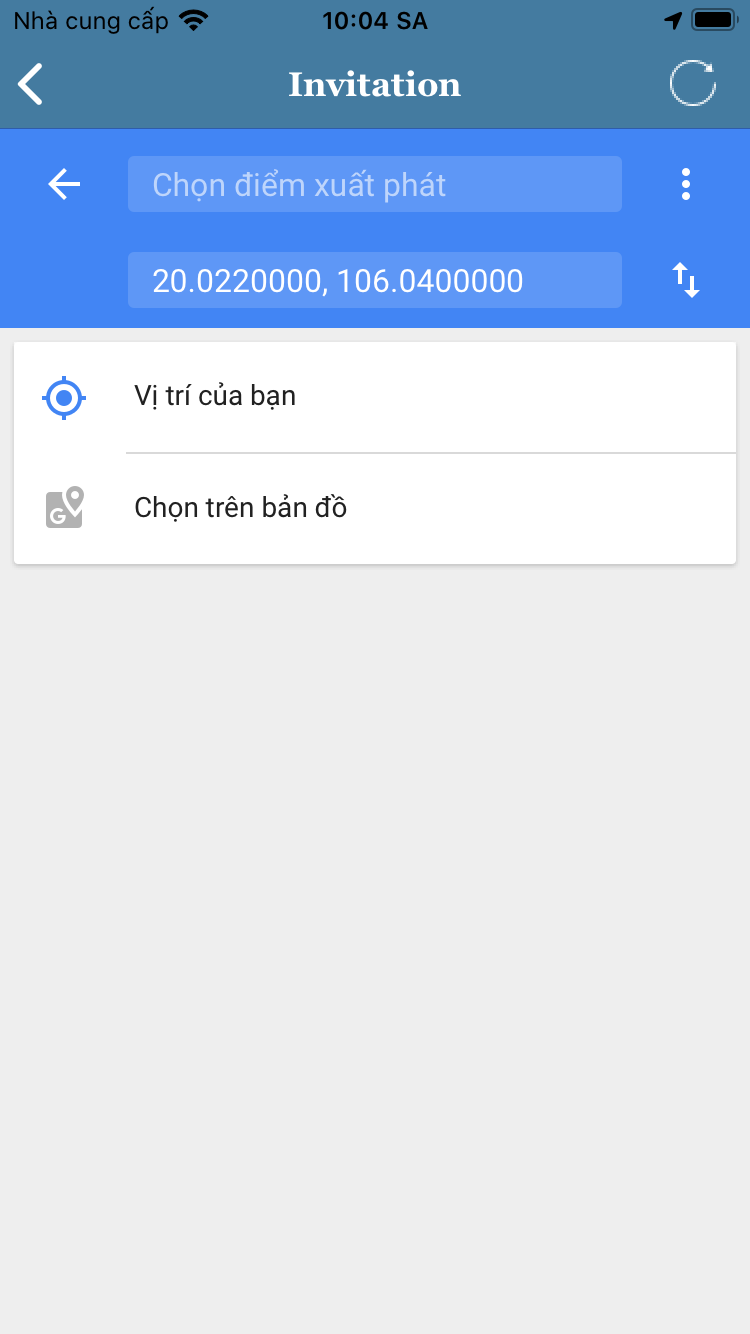 Nhà cung cấp 10:04 SA
Invitation
Chọn điểm xuất phát
20.0220000, 106.0400000
Vị trí của bạn
G
Chọn trên bản đồ